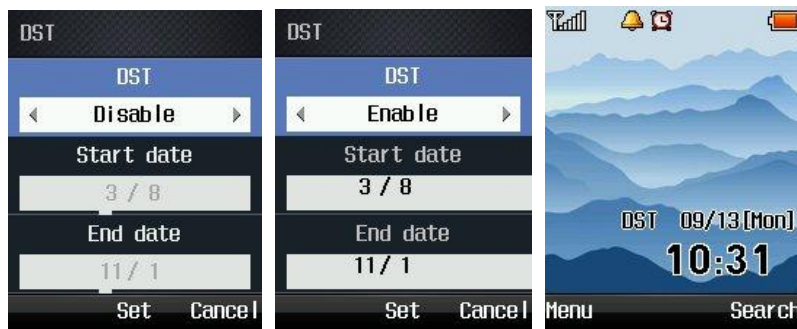 DST
DST
Disable
Start date
3 / 8
End date
11/ 1
Set Cancel
DST
DST
Enable
Start date
3 / 8
End date
11/ 1
Set Cancel
DST 09/13[Mon]
10:31
Menu Search